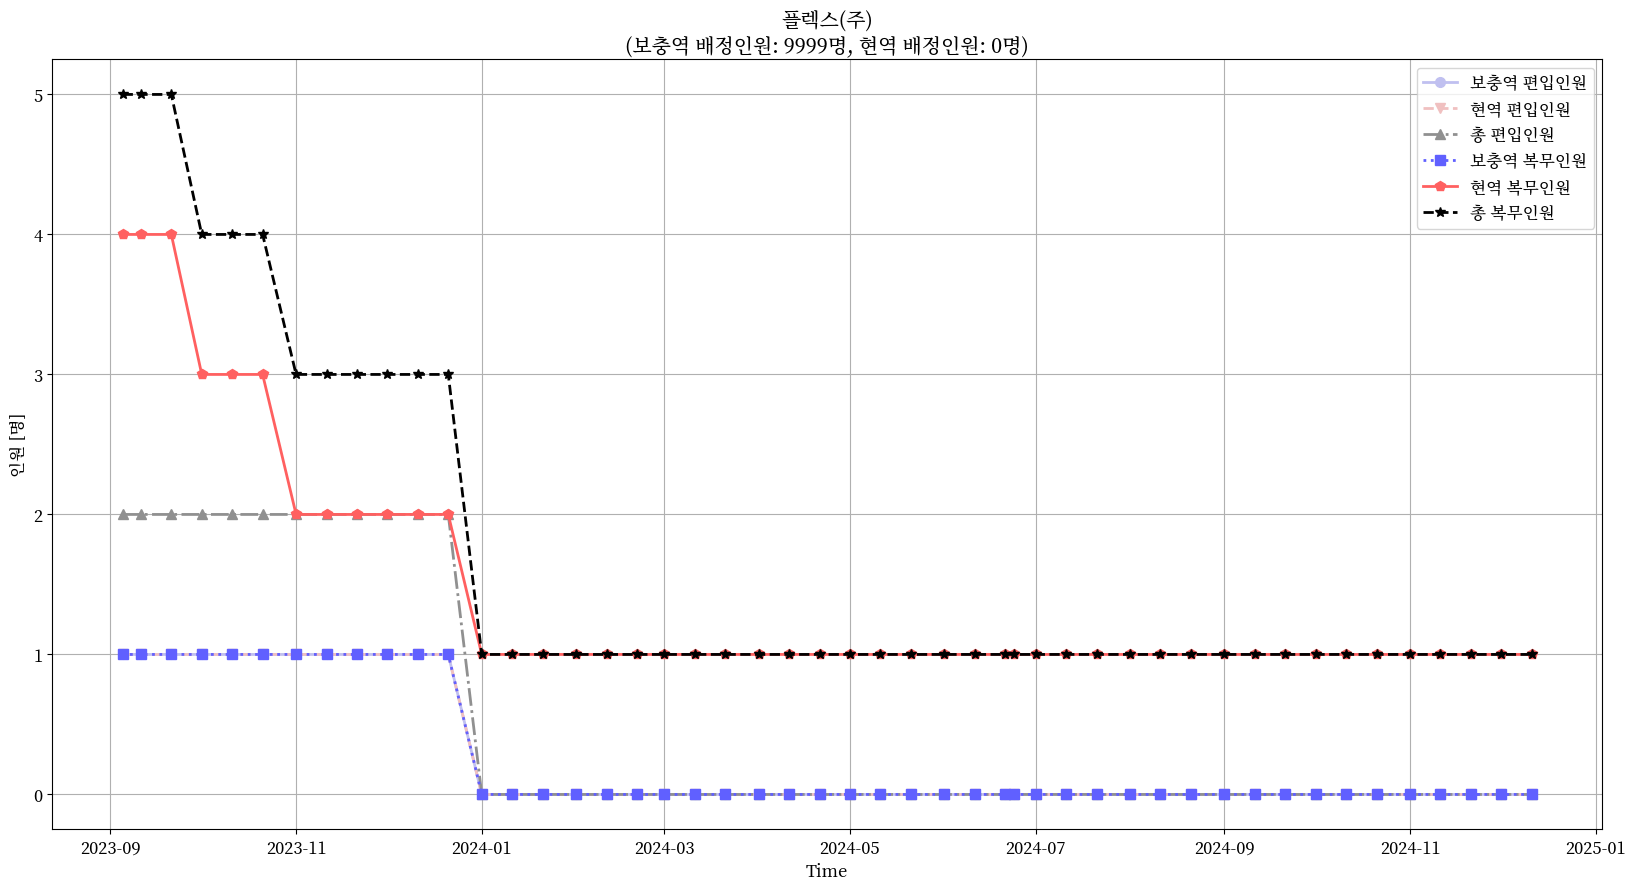 플렉스(주)
(보충역 배정인원: 9999명, 현역 배정인원: 0명)
보충역 편입인원
현역 편입인원
총 편입인원
보충역 복무인원
현역 복무인원
총 복무인원
인원 [명]
5
4
3
2
1
0
2023-09 2023-11 2024-01 2024-03 2024-05 2024-07 2024-09 2024-11 2025-01
Time